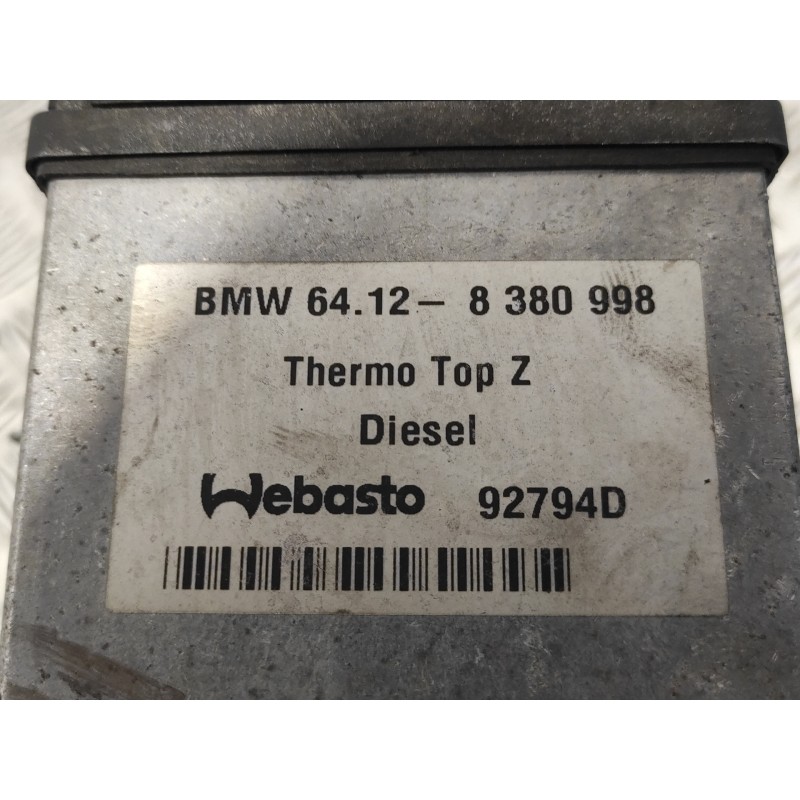 BMW 64.12- 8 380 998
Thermo Top Z
Diesel
Webasto 92794D